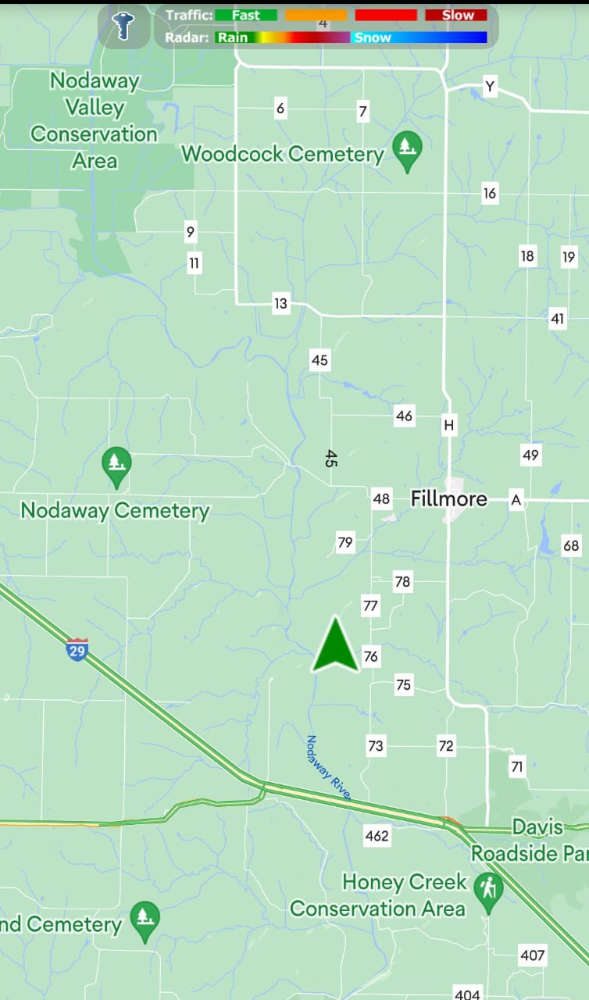 Traffic: Fast Slow
Radar: Rain Snow
4
Nodaway
Valley
Conservation
Area
Y
6
7
Woodcock Cemetery
16
9
11
18
19
13
41
45
46
H
45
49
Nodaway Cemetery
48
Fillmore
A
79
68
78
77
29
76
75
73
72
Nodaway River
71
462
Davis
Roadside Par
Honey Creek
Conservation Area
nd Cemetery
407
404